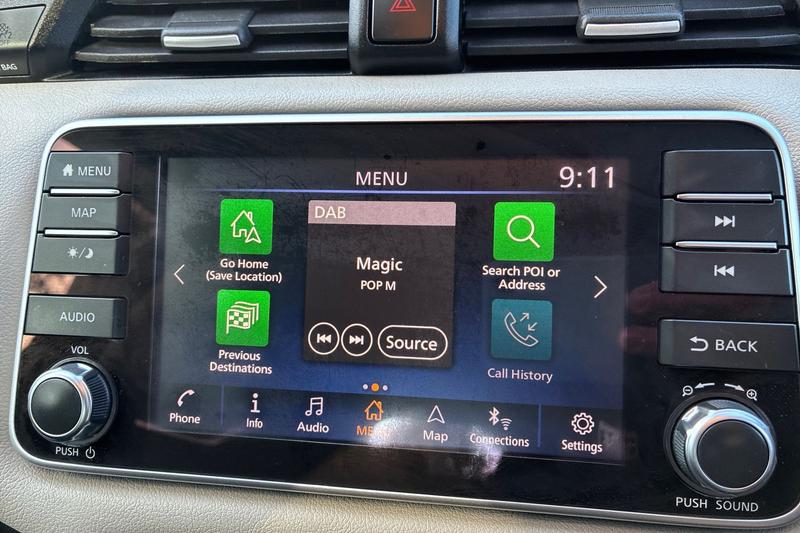 BAG
MENU
MAP
AUDIO
VOL
PUSH
MENU
9:11
Go Home
(Save Location)
Previous
Destinations
DAB
Magic
POP M
Source
Search POI or
Address
Call History
Phone
Info
Audio
MENU
Map
Connections
Settings
BACK
PUSH SOUND